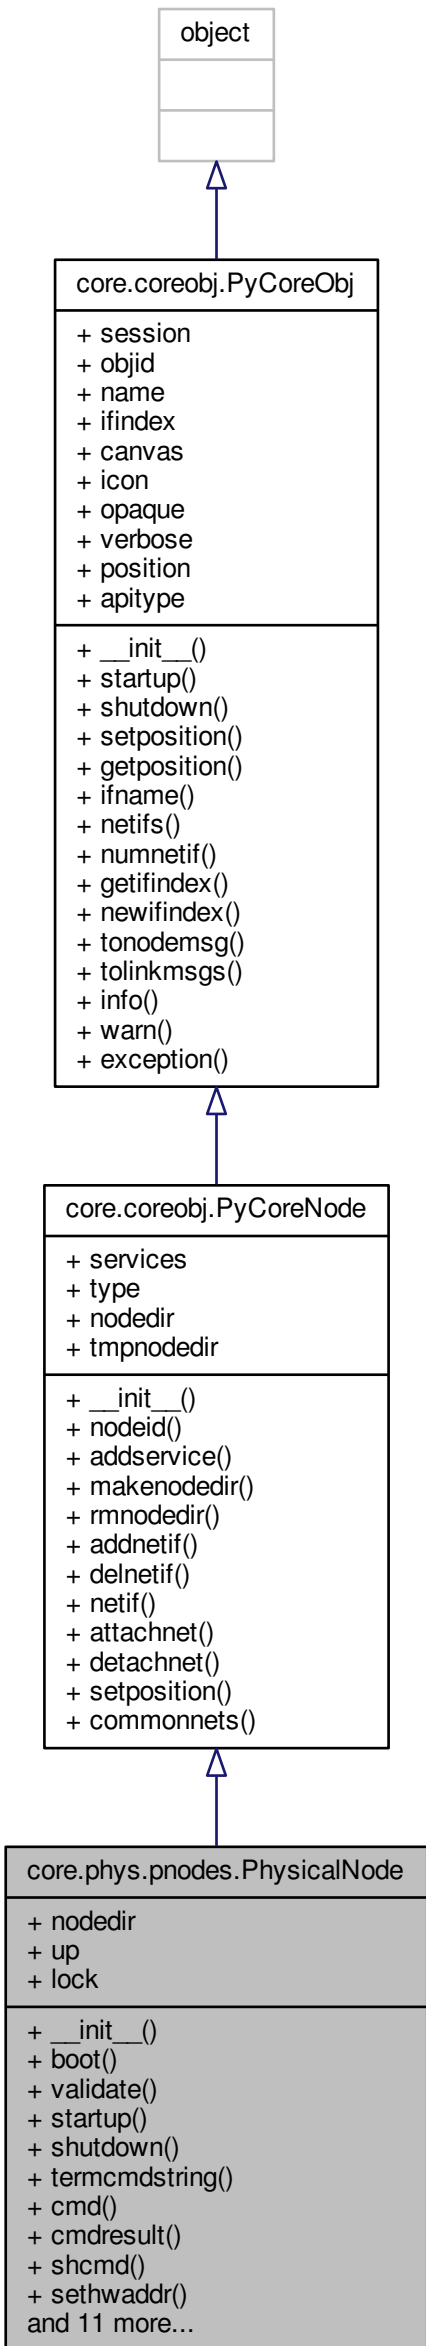 object
core.coreobj.PyCoreObj
+ session
+ objid
+ name
+ ifindex
+ canvas
+ icon
+ opaque
+ verbose
+ position
+ apitype
+ __init__()
+ startup()
+ shutdown()
+ setposition()
+ getposition()
+ ifname()
+ netifs()
+ numnetif()
+ getifindex()
+ newifindex()
+ tonodemsg()
+ tolinkmsgs()
+ info()
+ warn()
+ exception()
core.coreobj.PyCoreNode
+ services
+ type
+ nodedir
+ tmpnodedir
+ __init__()
+ nodeid()
+ addservice()
+ makenodedir()
+ rmnodedir()
+ addnetif()
+ delnetif()
+ netif()
+ attachnet()
+ detachnet()
+ setposition()
+ commonnets()
core.phys.pnodes.PhysicalNode
+ nodedir
+ up
+ lock
+ __init__()
+ boot()
+ validate()
+ startup()
+ shutdown()
+ termcmdstring()
+ cmd()
+ cmdresult()
+ shcmd()
+ sethwaddr()
and 11 more...